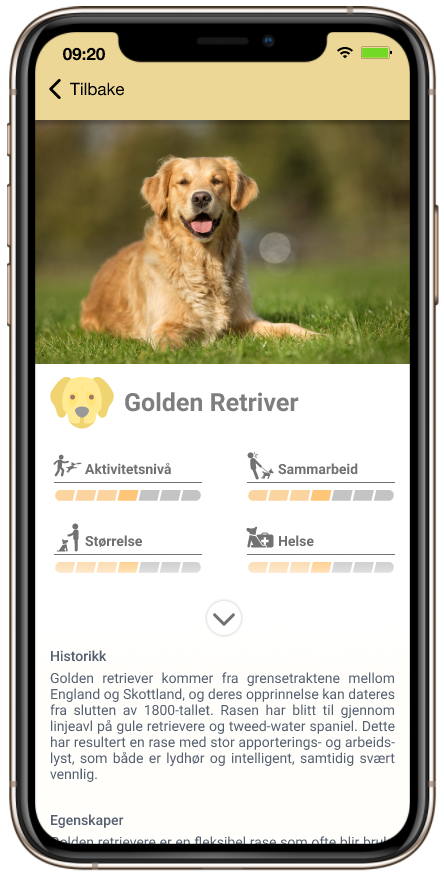 09:20
Tilbake
Golden Retriver
Aktivitetsnivå
Sammarbeid
Størrelse
Helse
Historikk
Golden retriever kommer fra grensetraktene mellom
England og Skottland, og deres opprinnelse kan dateres
fra slutten av 1800-tallet. Rasen har blitt til gjennom
linjeavl på gule retrievere og tweed-water spaniel. Dette
har resultert en rase med stor apporterings- og arbeids-
lyst, som både er lydhør og intelligent, samtidig svært
vennlig.
Egenskaper
Golden retrievere er en fleksibel rase som ofte blir